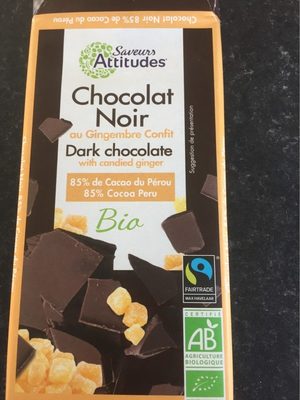 Chocolat Noir 85% de Cacao du Pérou
Saveurs
Attitudes
Chocolat
Noir
au Gingembre Confit
Dark chocolate
with candied ginger
85% de Cacao du Pérou
85% Cocoa Peru
Bio
Suggestion de présentation
FAIRTRADE
MAX HAVELAAR
CERTIFIÉ
AB
AGRICULTURE
BIOLOGIQUE